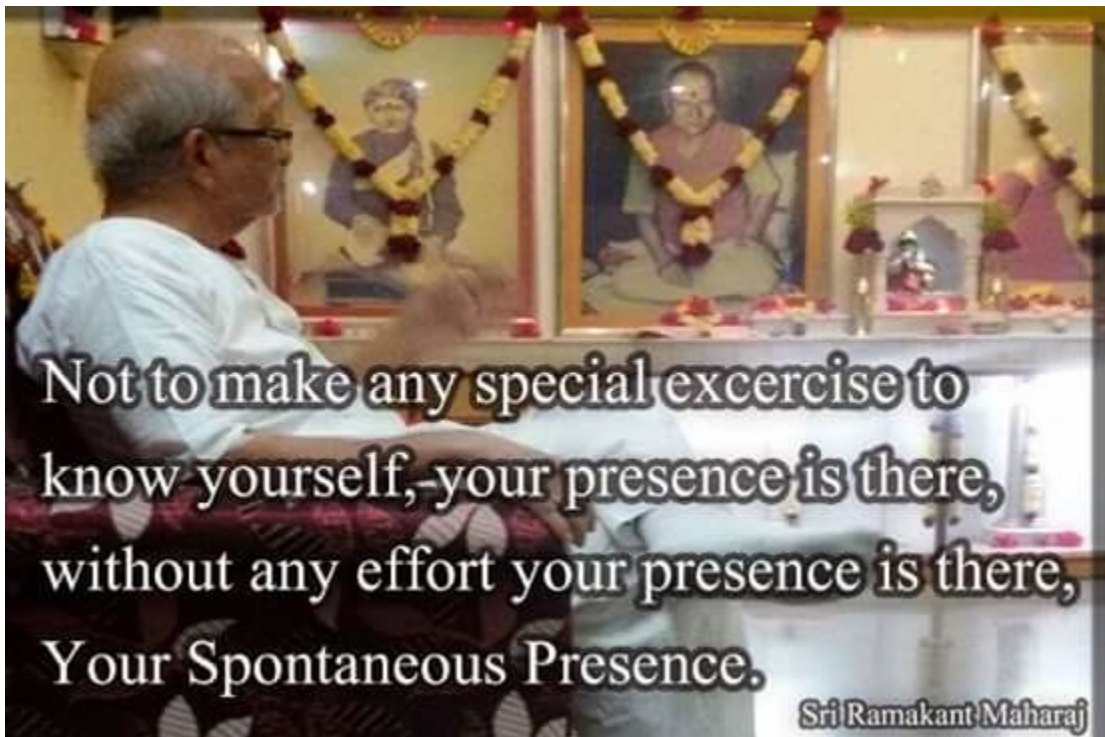 Not to make any special excercise to
know yourself,-your presence is there,
without any effort your presence is there,
Your Spontaneous Presence.
Sri Ramakant Maharaj